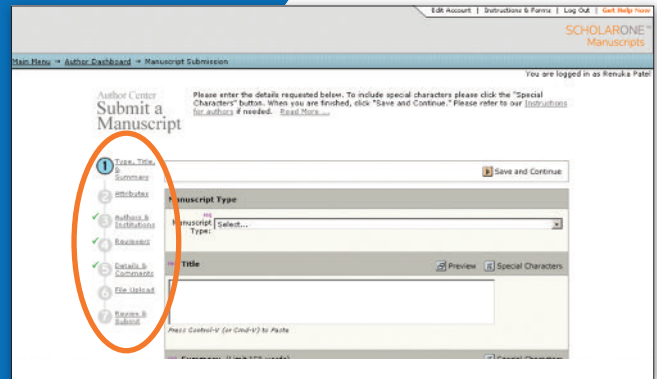 Edit Account | Instructions & Forms | Log Out | Get Help Now
SCHOLARONE™
Manuscripts
Main Menu → Author Dashboard → Manuscript Submission
You are logged in as Renuka Patel
Author Center
Submit a
Manuscript
Please enter the details requested below. To include special characters please click the "Special
Characters" button. When you are finished, click "Save and Continue." Please refer to our Instructions
for authors if needed. Read More ...
1 Type, Title,
&
Summary
2 Attributes
3 Authors &
Institutions
4 Reviewers
5 Details &
Comments
6 File Upload
7 Review &
Submit
Save and Continue
Manuscript Type
req
Manuscript
Type:
Select...
req Title
Preview
Special Characters
Press Control-V (or Cmd-V) to Paste
Special Characters